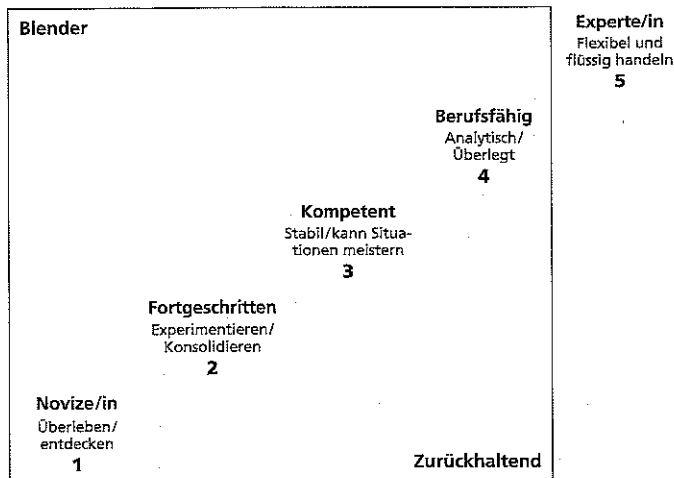 Blender
Experte/in
Flexibel und
flüssig handeln
5
Berufsfähig
Analytisch/
Überlegt
4
Kompetent
Stabil/kann Situa-
tionen meistern
3
Fortgeschritten
Experimentieren/
Konsolidieren
2
Novize/in
Überleben/
entdecken
1
Zurückhaltend